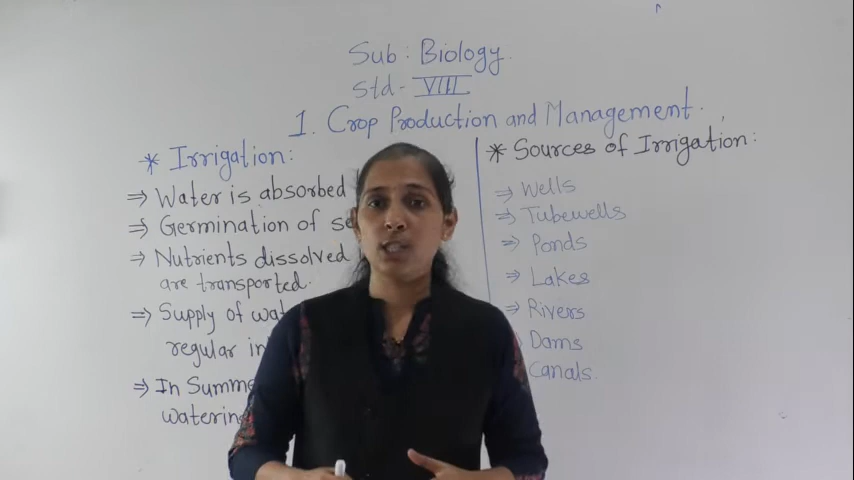 Sub: Biology.
Std- VIII
1. Crop Production and Management.
* Irrigation:
⇒ Water is absorbed
⇒ Germination of se
⇒ Nutrients dissolved
are transported.
⇒ Supply of wat
regular in
⇒ In Summe
watering
* Sources of Irrigation:
⇒ Wells
⇒ Tubewells
⇒ Ponds
⇒ Lakes
⇒ Rivers
Dams
Canals.